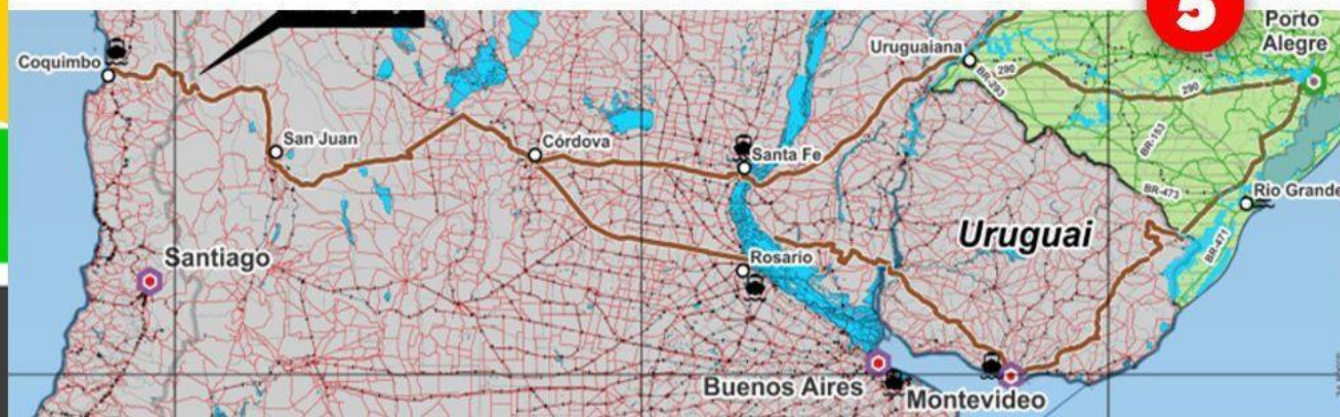 5
Porto
Alegre
Uruguaiana
Coquimbo
290
BR-293
290
San Juan
Córdova
Santa Fe
BR-153
BR-473
Rio Grande
Uruguai
BR-471
Santiago
Rosario
Buenos Aires
Montevideo